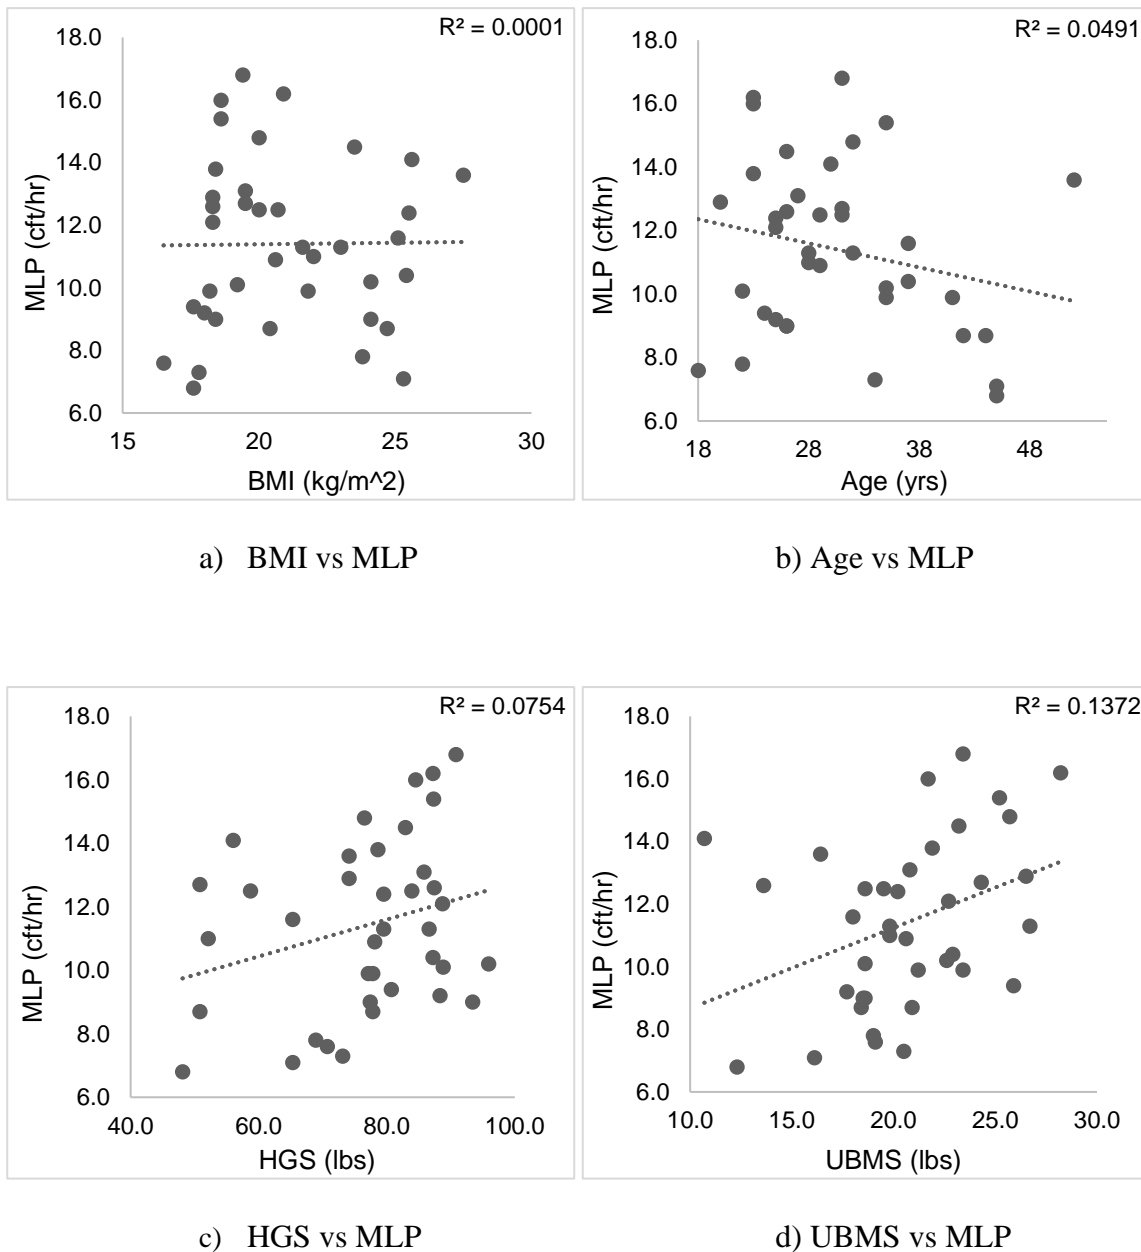 R² = 0.0001
18.0
16.0
14.0
12.0
10.0
8.0
6.0
MLP (cft/hr)
15 20 25 30
BMI (kg/m^2)
a) BMI vs MLP
R² = 0.0491
18.0
16.0
14.0
12.0
10.0
8.0
6.0
MLP (cft/hr)
18 28 38 48
Age (yrs)
b) Age vs MLP
R² = 0.0754
18.0
16.0
14.0
12.0
10.0
8.0
6.0
MLP (cft/hr)
40.0 60.0 80.0 100.0
HGS (lbs)
c) HGS vs MLP
R² = 0.1372
18.0
16.0
14.0
12.0
10.0
8.0
6.0
MLP (cft/hr)
10.0 15.0 20.0 25.0 30.0
UBMS (lbs)
d) UBMS vs MLP